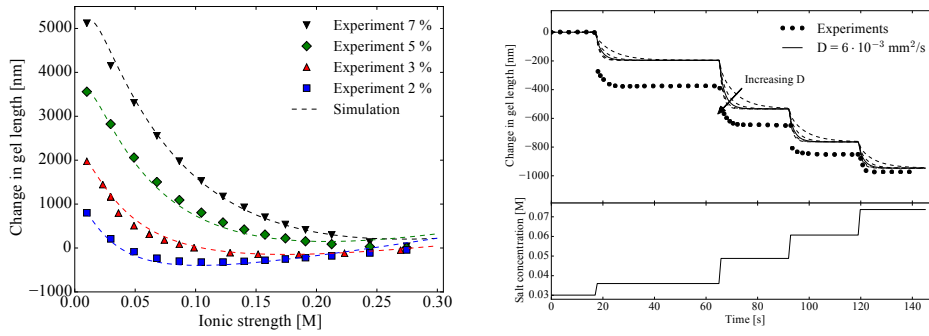 5000
4000
3000
2000
1000
0
−1000
0.00 0.05 0.10 0.15 0.20 0.25 0.30
Change in gel length [nm]
Ionic strength [M]
Experiment 7 %
Experiment 5 %
Experiment 3 %
Experiment 2 %
Simulation
0
−200
−400
−600
−800
−1000
Change in gel length [nm]
Experiments
D = 6 · 10⁻³ mm²/s
Increasing D
0.07
0.06
0.05
0.04
0.03
Salt concentration [M]
0 20 40 60 80 100 120 140
Time [s]